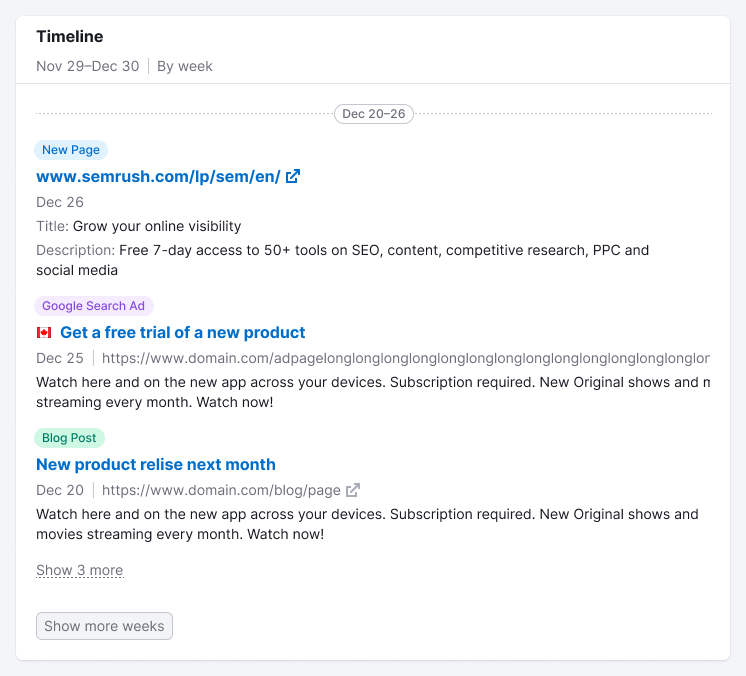 Timeline
Nov 29–Dec 30 By week
Dec 20–26
New Page
www.semrush.com/lp/sem/en/
Dec 26
Title: Grow your online visibility
Description: Free 7-day access to 50+ tools on SEO, content, competitive research, PPC and
social media
Google Search Ad
Get a free trial of a new product
Dec 25 https://www.domain.com/adpagelonglonglonglonglonglonglonglonglonglonglonglonglonglonglon
Watch here and on the new app across your devices. Subscription required. New Original shows and
streaming every month. Watch now!
Blog Post
New product relise next month
Dec 20 https://www.domain.com/blog/page
Watch here and on the new app across your devices. Subscription required. New Original shows and
movies streaming every month. Watch now!
Show 3 more
Show more weeks